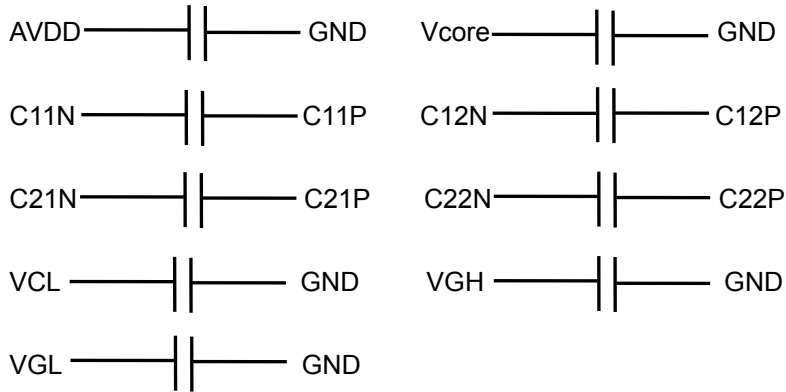 AVDD GND Vcore GND
C11N C11P C12N C12P
C21N C21P C22N C22P
VCL GND VGH GND
VGL GND